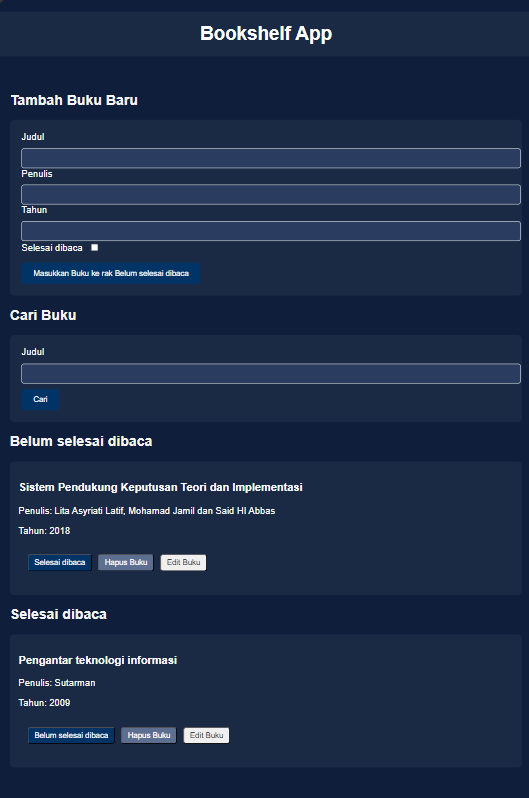 Bookshelf App
Tambah Buku Baru
Judul
Penulis
Tahun
Selesai dibaca
Masukkan Buku ke rak Belum selesai dibaca
Cari Buku
Judul
Cari
Belum selesai dibaca
Sistem Pendukung Keputusan Teori dan Implementasi
Penulis: Lita Asyriati Latif, Mohamad Jamil dan Said HI Abbas
Tahun: 2018
Selesai dibaca Hapus Buku Edit Buku
Selesai dibaca
Pengantar teknologi informasi
Penulis: Sutarman
Tahun: 2009
Belum selesai dibaca Hapus Buku Edit Buku